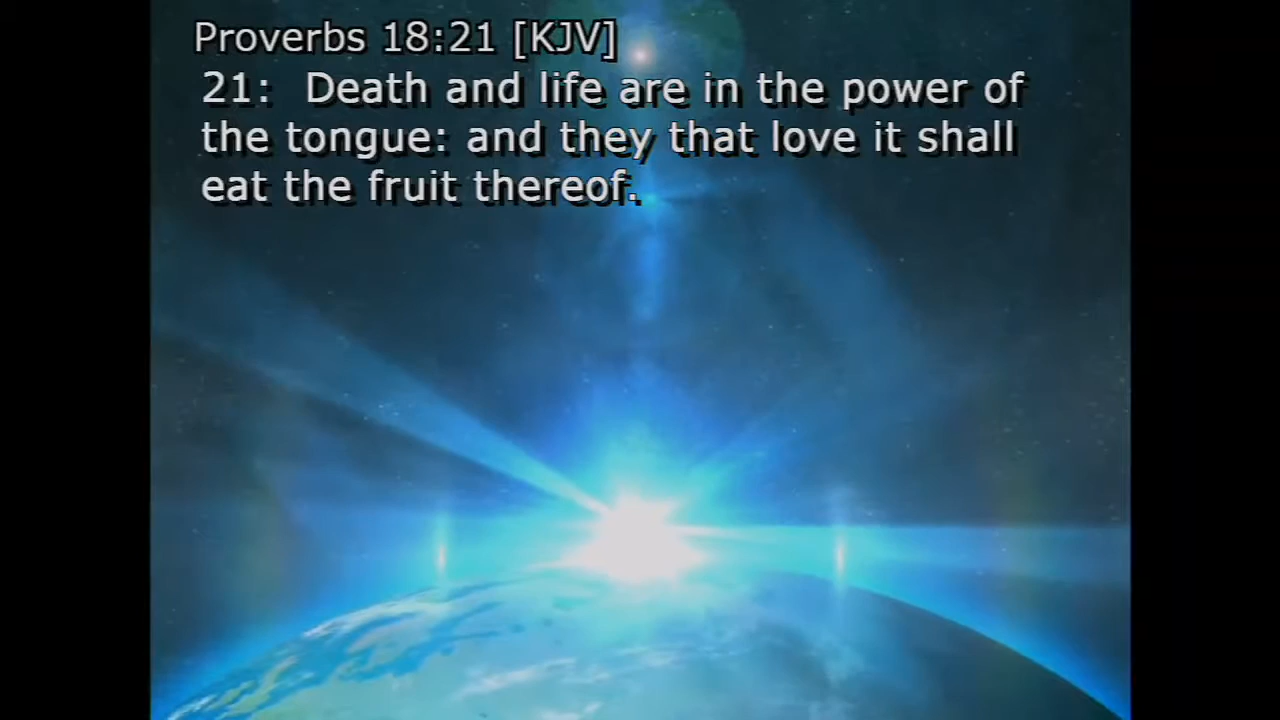 Proverbs 18:21 [KJV]
21: Death and life are in the power of
the tongue: and they that love it shall
eat the fruit thereof.